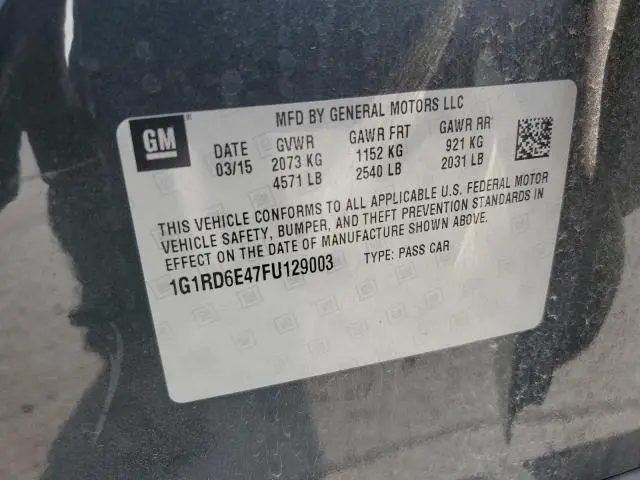 MFD BY GENERAL MOTORS LLC
GM
DATE GVWR GAWR FRT GAWR RR
03/15 2073 KG 1152 KG 921 KG
4571 LB 2540 LB 2031 LB
THIS VEHICLE CONFORMS TO ALL APPLICABLE U.S. FEDERAL MOTOR
VEHICLE SAFETY, BUMPER, AND THEFT PREVENTION STANDARDS IN
EFFECT ON THE DATE OF MANUFACTURE SHOWN ABOVE.
1G1RD6E47FU129003 TYPE: PASS CAR